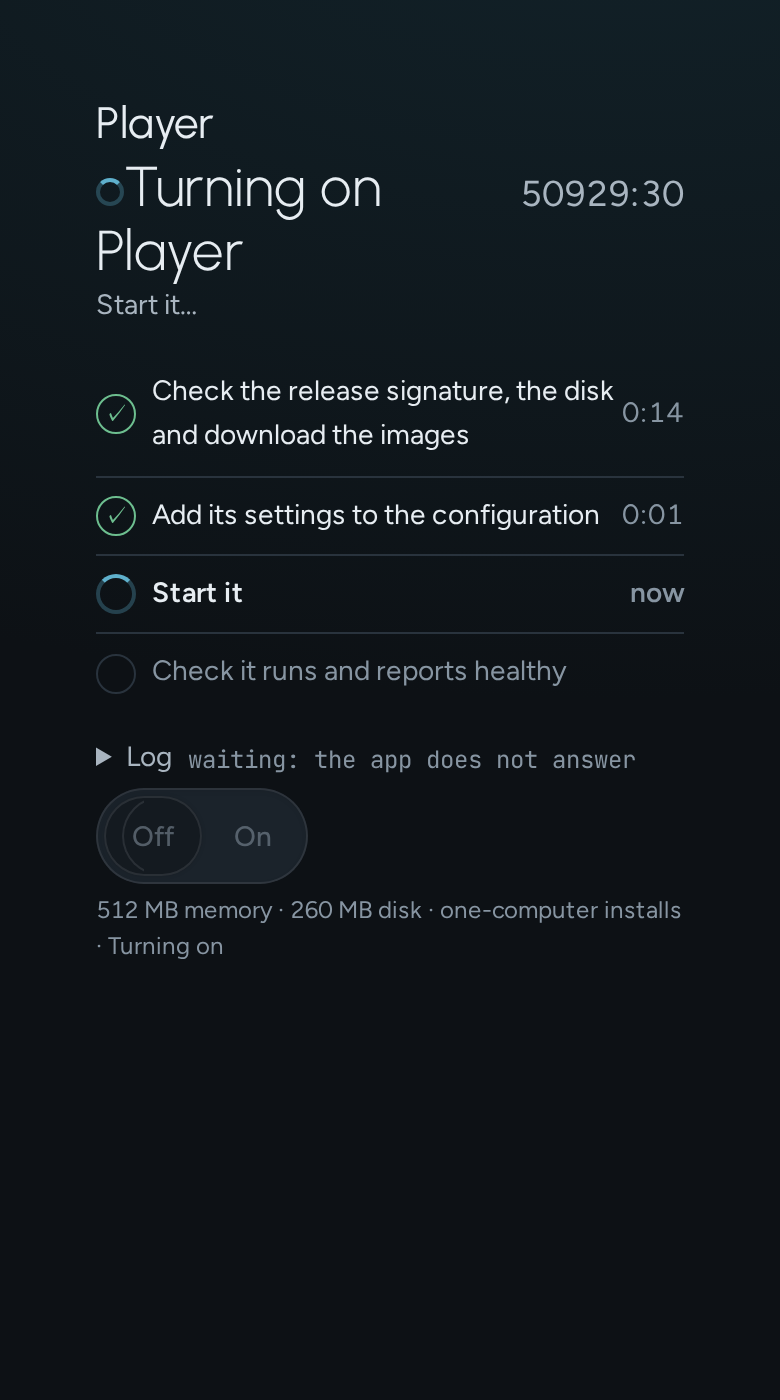 Player
Turning on 50929:30
Player
Start it…
Check the release signature, the disk 0:14
and download the images
Add its settings to the configuration 0:01
Start it now
Check it runs and reports healthy
Log waiting: the app does not answer
Off On
512 MB memory · 260 MB disk · one-computer installs
· Turning on